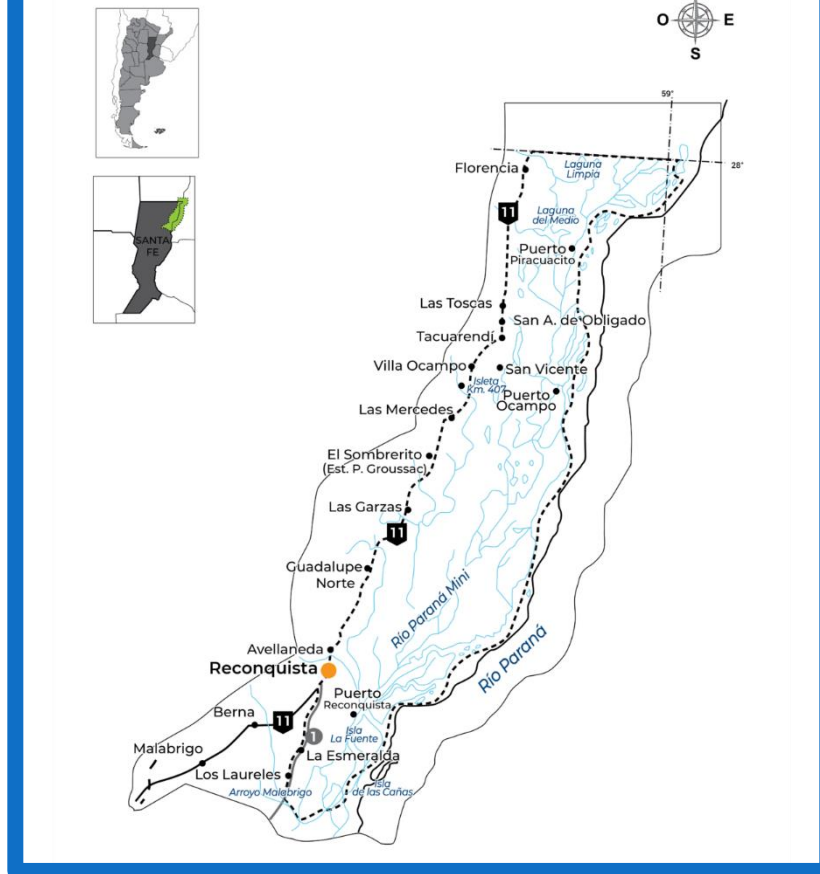 O E
S
SANTA
FE
59°
28°
Florencia
Laguna
Limpia
11
Laguna
del Medio
Puerto
Piracuacito
Las Toscas
San A. de Obligado
Tacuarendí
Villa Ocampo
San Vicente
Isleta
Km. 407
Puerto
Ocampo
Las Mercedes
El Sombrerito
(Est. P. Groussac)
Las Garzas
11
Guadalupe
Norte
Río Paraná Mini
Río Paraná
Avellaneda
Reconquista
Puerto
Reconquista
Berna
11
1
Isla
La Fuente
Malabrigo
La Esmeralda
Los Laureles
Arroyo Malabrigo
Isla
de las Cañas